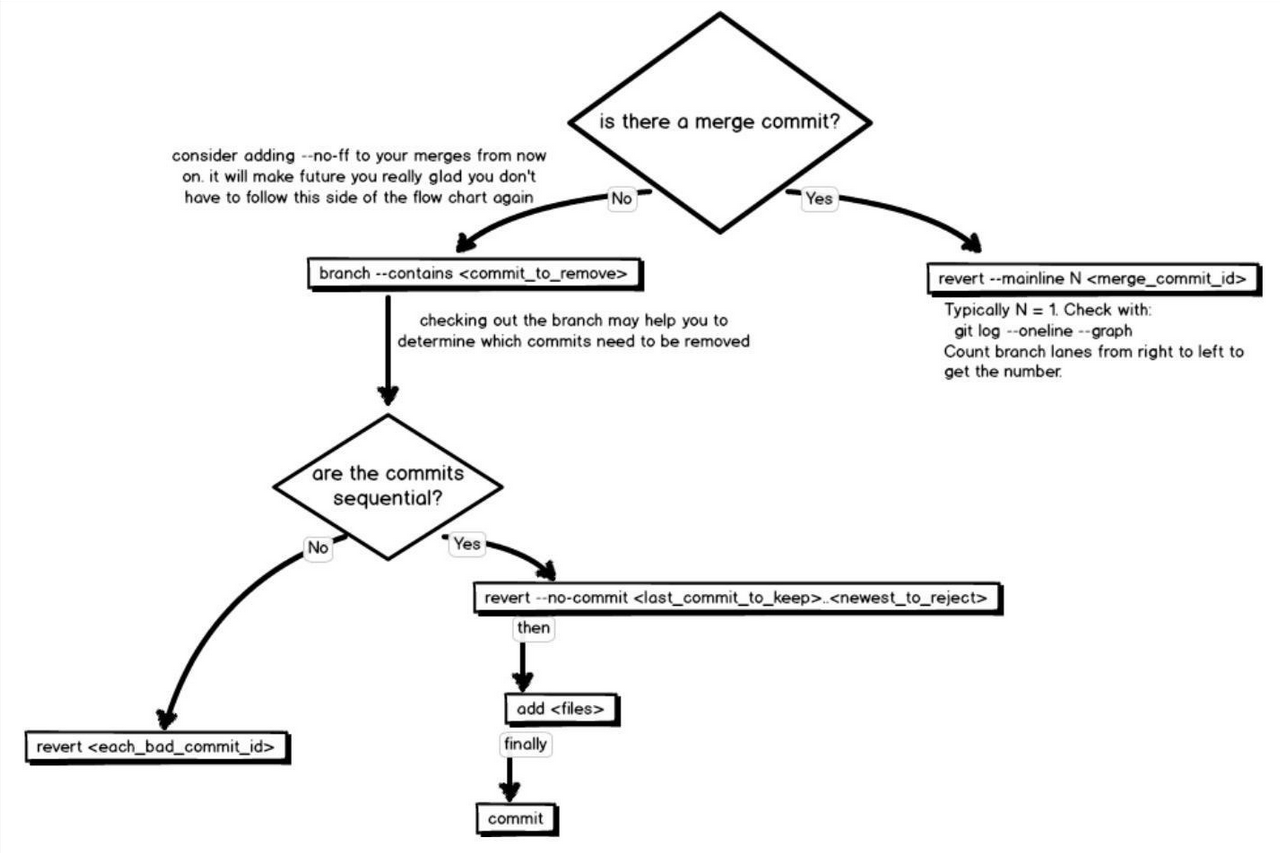 is there a merge commit?
consider adding --no-ff to your merges from now
on. it will make future you really glad you don't
have to follow this side of the flow chart again
No
Yes
branch --contains <commit_to_remove>
revert --mainline N <merge_commit_id>
Typically N = 1. Check with:
git log --oneline --graph
Count branch lanes from right to left to
get the number.
checking out the branch may help you to
determine which commits need to be removed
are the commits
sequential?
No
Yes
revert --no-commit <last_commit_to_keep>..<newest_to_reject>
then
add <files>
finally
commit
revert <each_bad_commit_id>